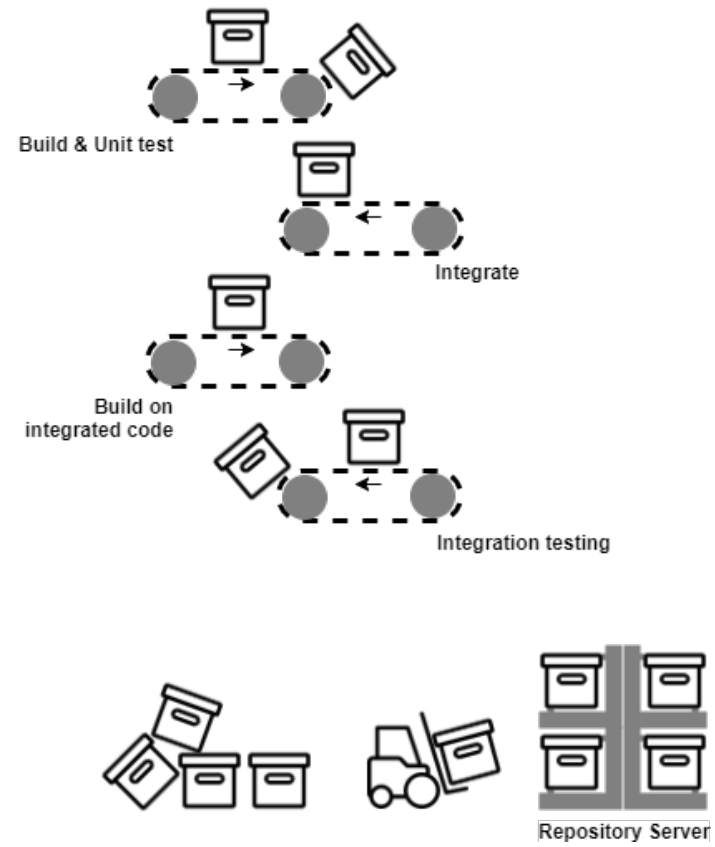 Build & Unit test
Integrate
Build on
integrated code
Integration testing
Repository Server